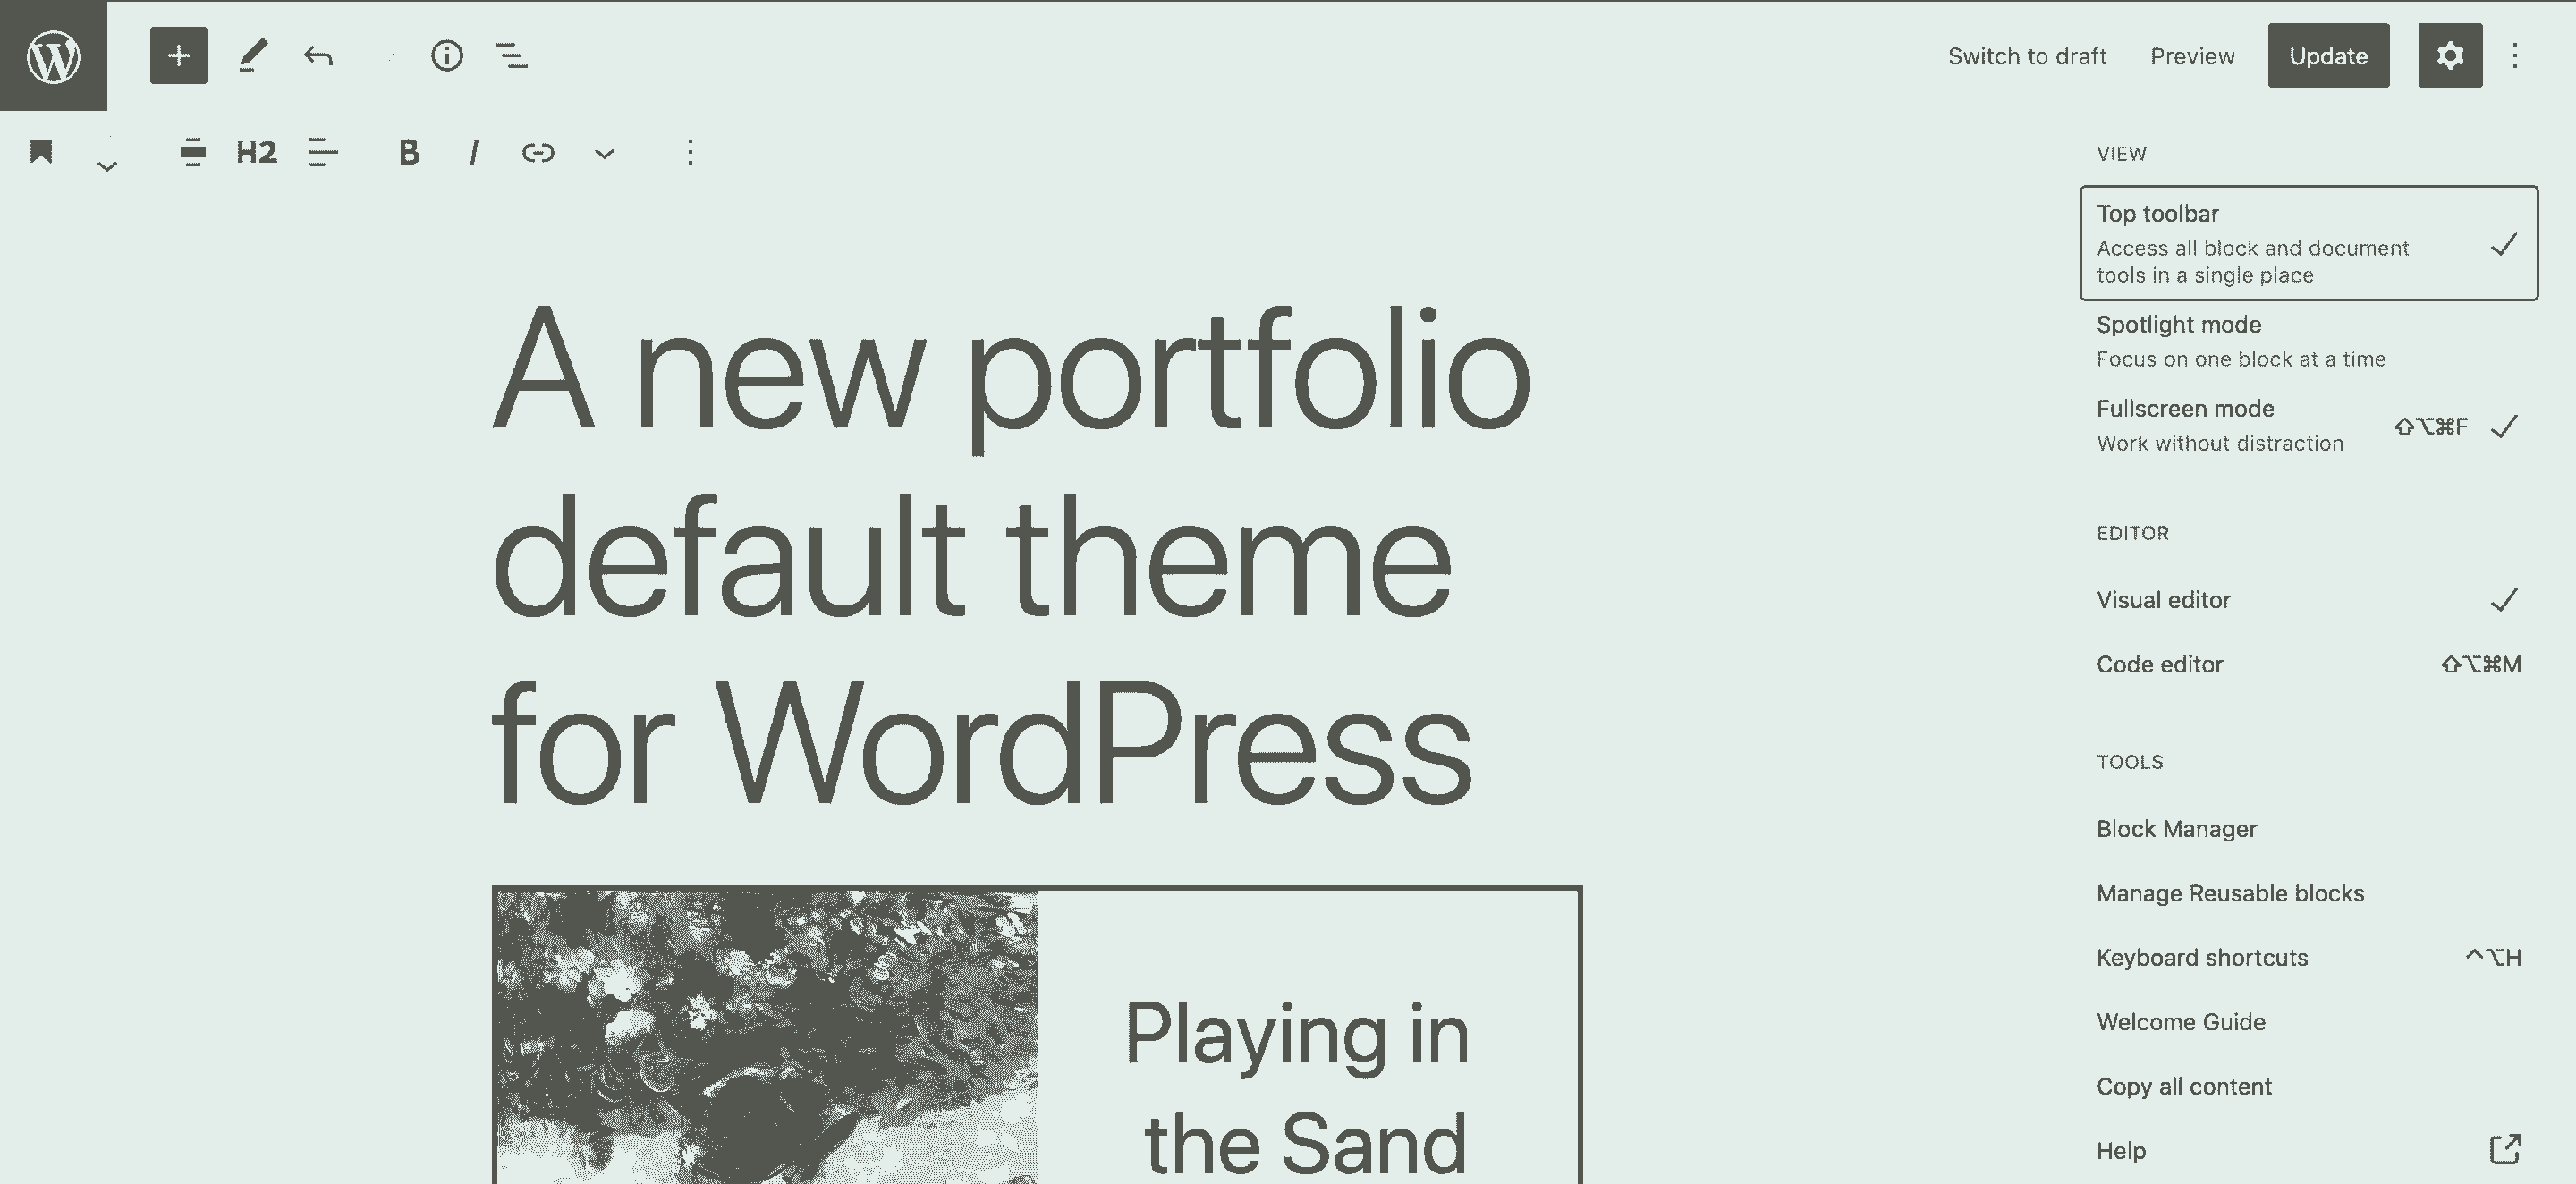 Switch to draft
Preview
Update
H2
B
I
VIEW
Top toolbar
Access all block and document
tools in a single place
Spotlight mode
Focus on one block at a time
Fullscreen mode
⇧⌥⌘F
Work without distraction
EDITOR
Visual editor
Code editor
⇧⌥⌘M
TOOLS
Block Manager
Manage Reusable blocks
Keyboard shortcuts
^⌥H
Welcome Guide
Copy all content
Help
A new portfolio
default theme
for WordPress
Playing in
the Sand